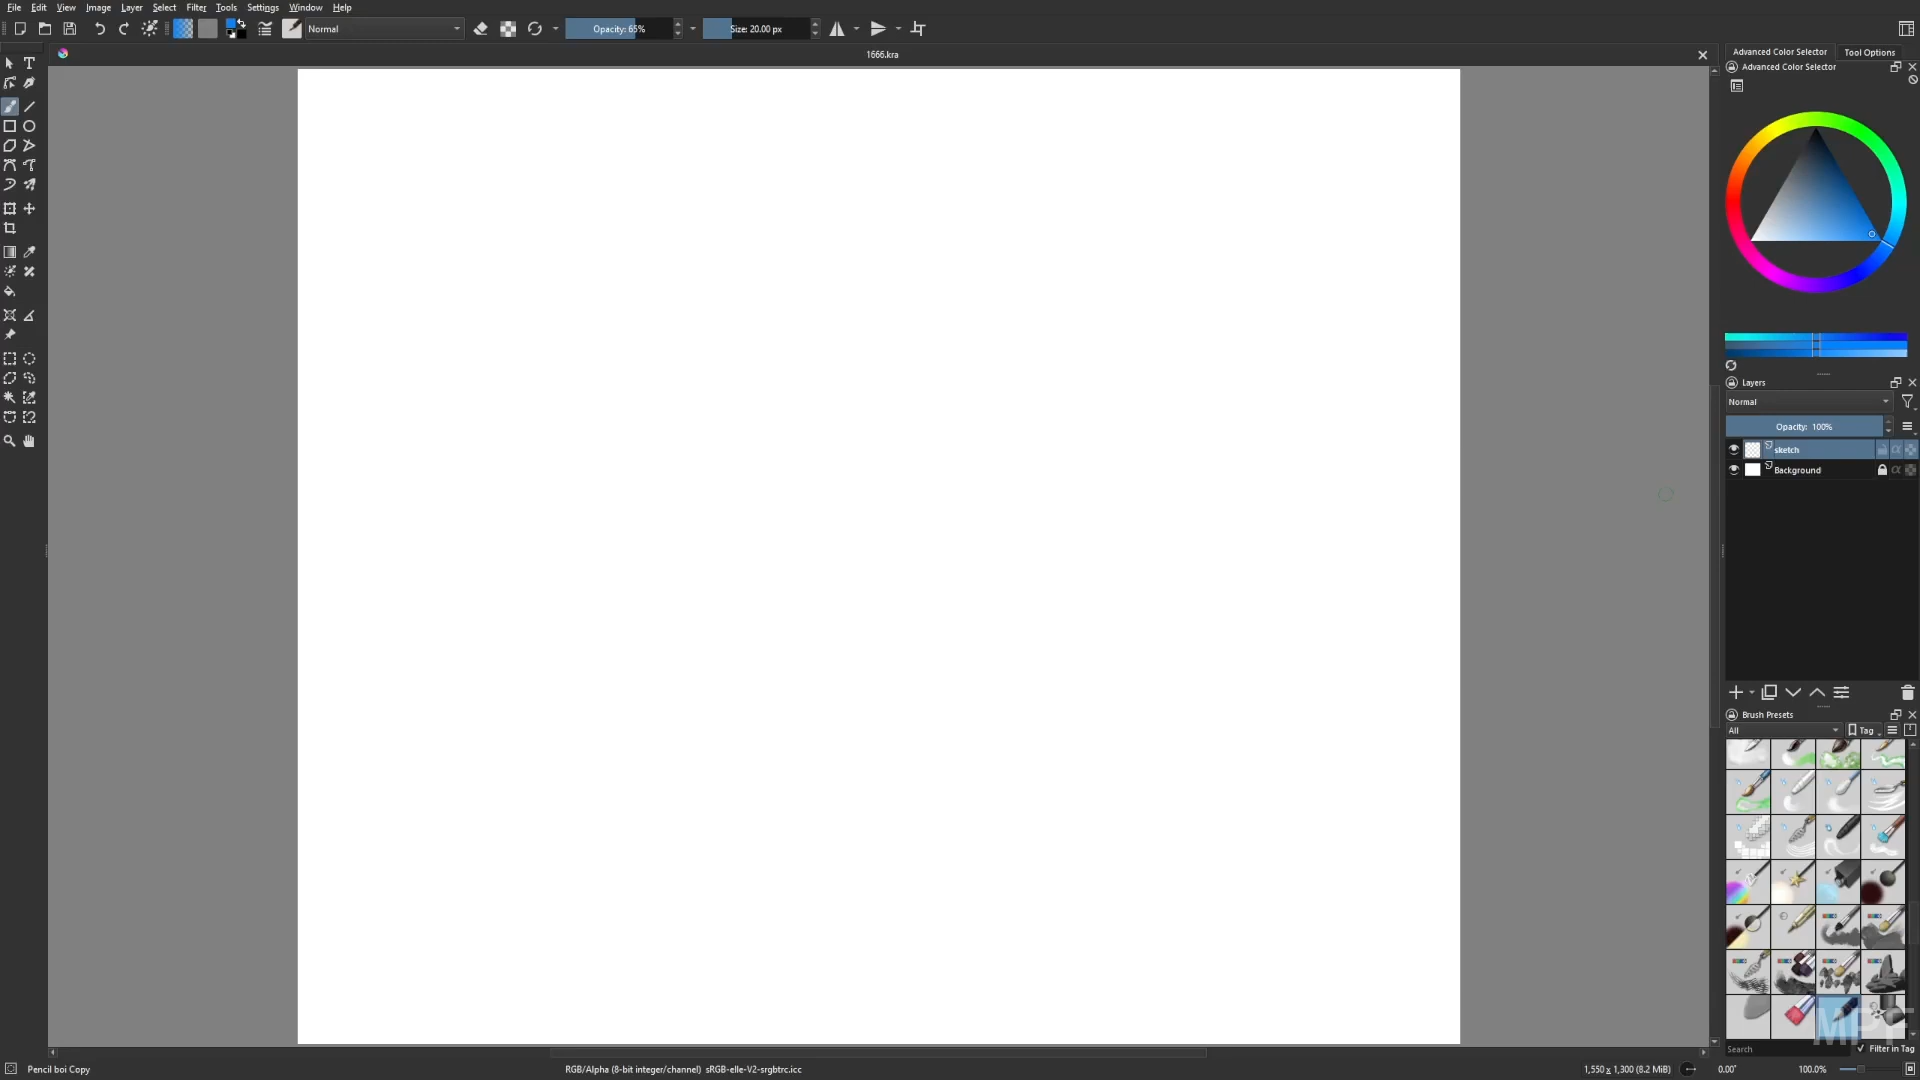 File Edit View Image Layer Select Filter Tools Settings Window Help
Normal
Opacity: 65%
Size: 20.00 px
1666.kra
Advanced Color Selector
Tool Options
Advanced Color Selector
Layers
Normal
Opacity: 100%
sketch
Background
Brush Presets
All
Tag
MPF
Search
Filter in Tag
Pencil boi Copy
RGB/Alpha (8-bit integer/channel) sRGB-elle-V2-srgbtrc.icc
1,550 x 1,300 (8.2 MiB)
0.00°
100.0%